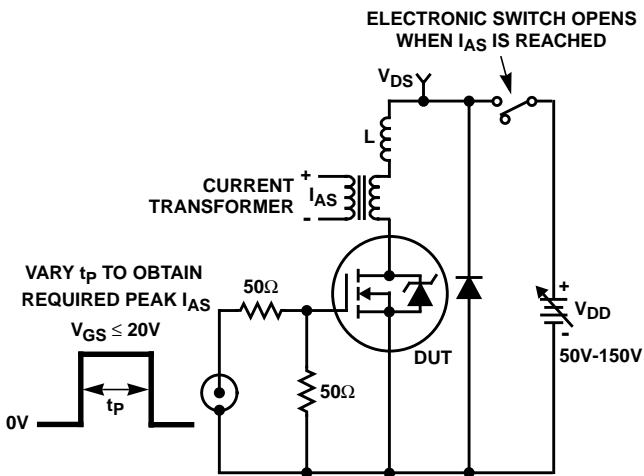 ELECTRONIC SWITCH OPENS
WHEN IAS IS REACHED
VDS
L
+
CURRENT
TRANSFORMER
IAS
-
VARY tP TO OBTAIN
REQUIRED PEAK IAS
50Ω
VGS ≤ 20V
DUT
+
VDD
-
50V-150V
50Ω
tP
0V